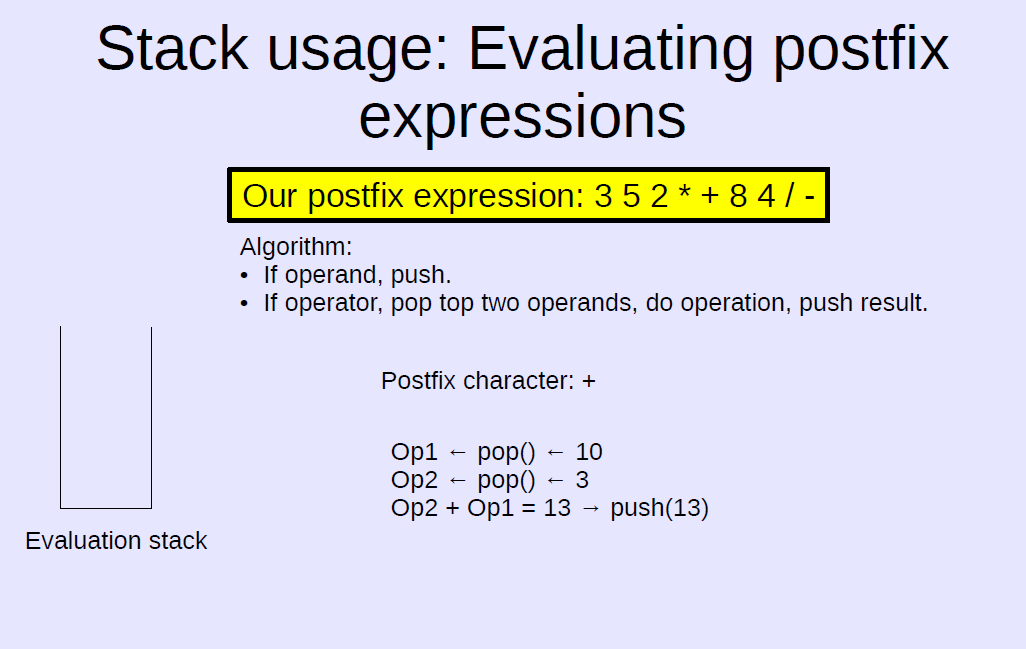 Stack usage: Evaluating postfix
expressions
Our postfix expression: 3 5 2 * + 8 4 / -
Algorithm:
• If operand, push.
• If operator, pop top two operands, do operation, push result.
Postfix character: +
Op1 ← pop() ← 10
Op2 ← pop() ← 3
Op2 + Op1 = 13 → push(13)
Evaluation stack